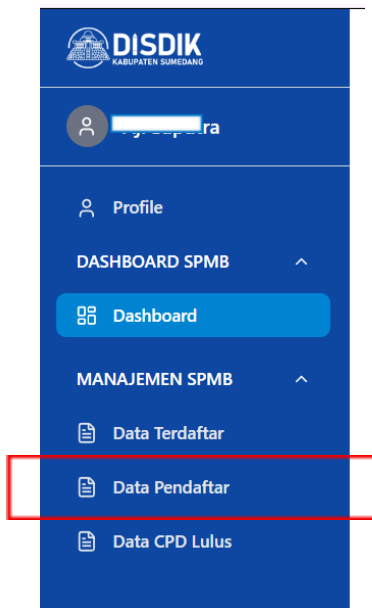 DISDIK
KABUPATEN SUMEDANG
Profile
DASHBOARD SPMB
Dashboard
MANAJEMEN SPMB
Data Terdaftar
Data Pendaftar
Data CPD Lulus